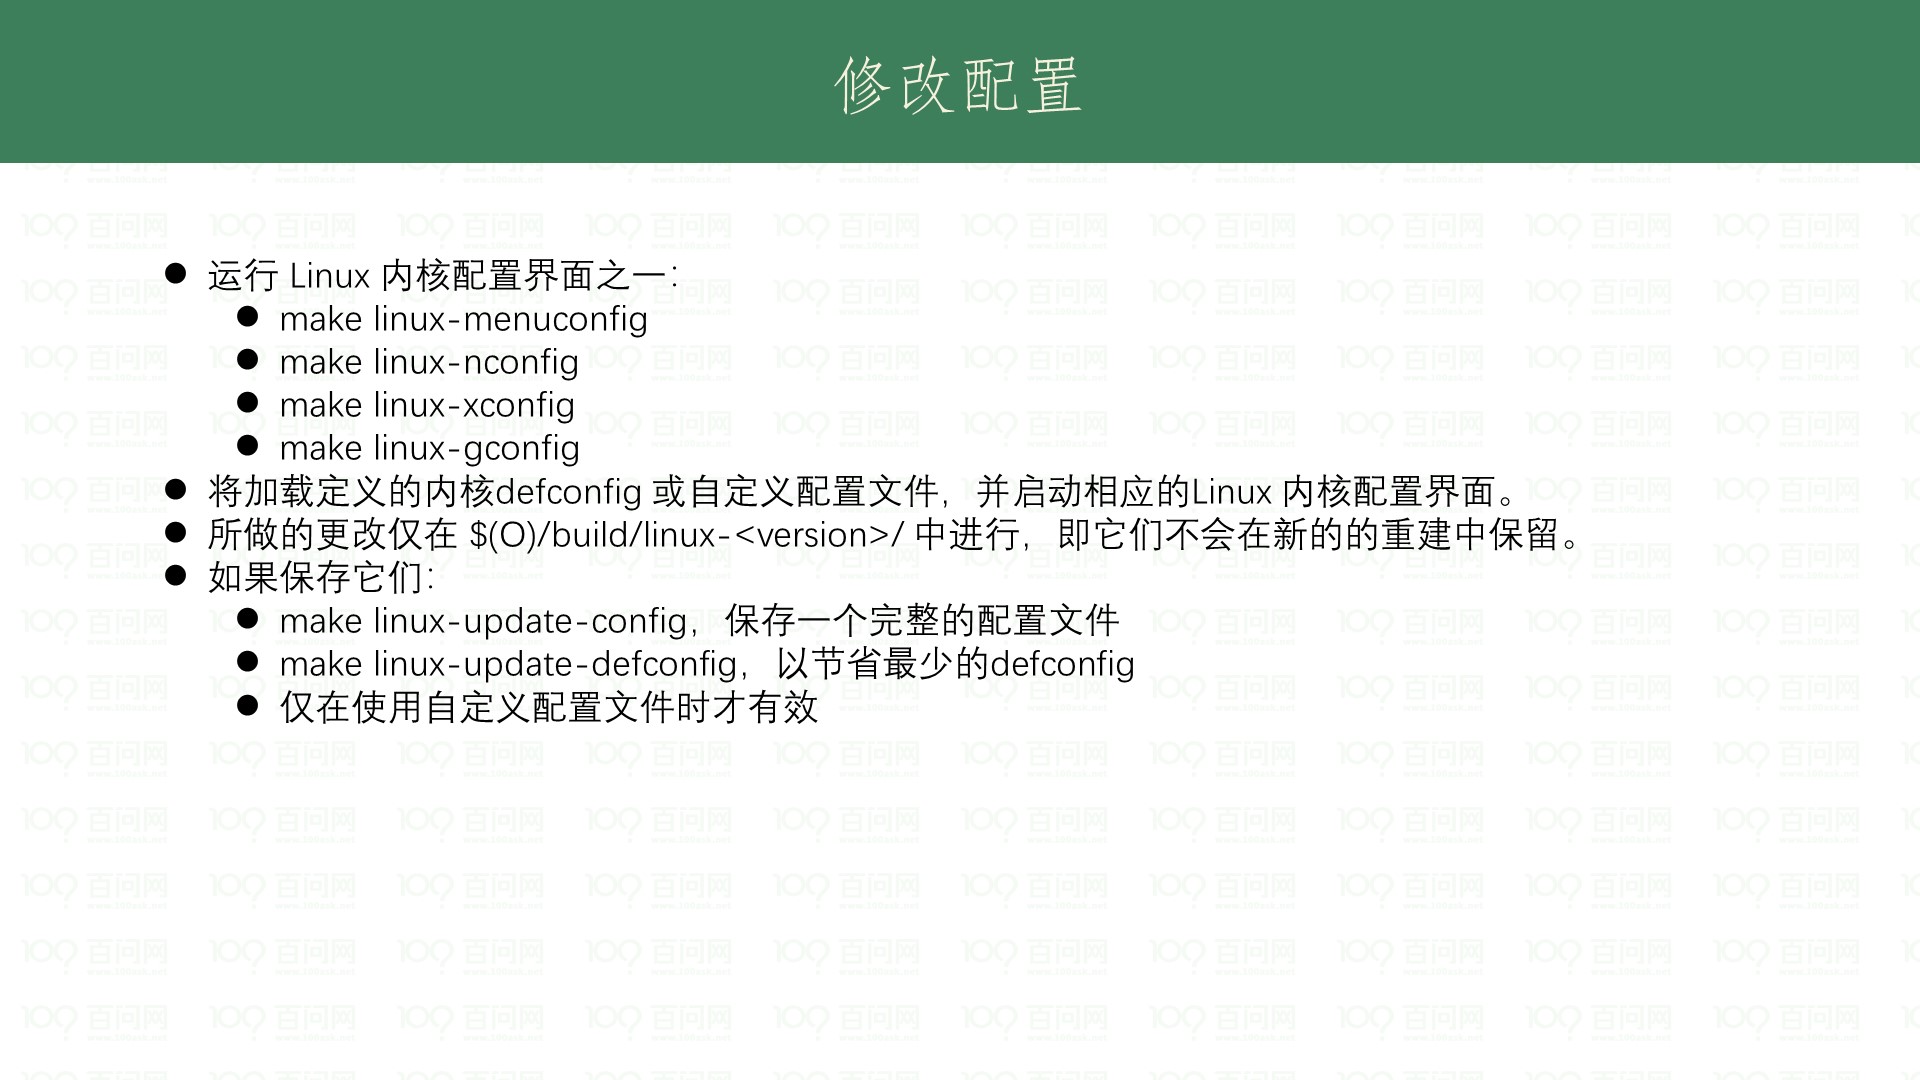 修改配置
运行 Linux 内核配置界面之一：
make linux-menuconfig
make linux-nconfig
make linux-xconfig
make linux-gconfig
将加载定义的内核defconfig 或自定义配置文件，并启动相应的Linux 内核配置界面。
所做的更改仅在 $(O)/build/linux-<version>/ 中进行，即它们不会在新的的重建中保留。
如果保存它们：
make linux-update-config，保存一个完整的配置文件
make linux-update-defconfig，以节省最少的defconfig
仅在使用自定义配置文件时才有效